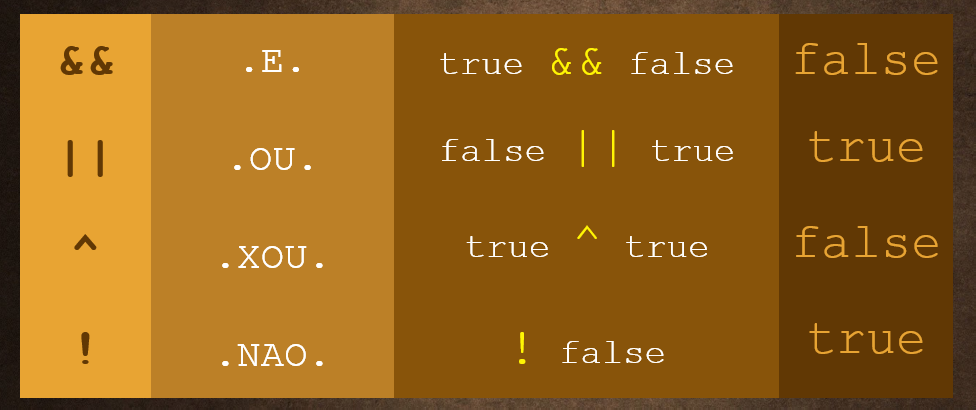 && .E. true && false false
|| .OU. false || true true
^ .XOU. true ^ true false
! .NAO. ! false true